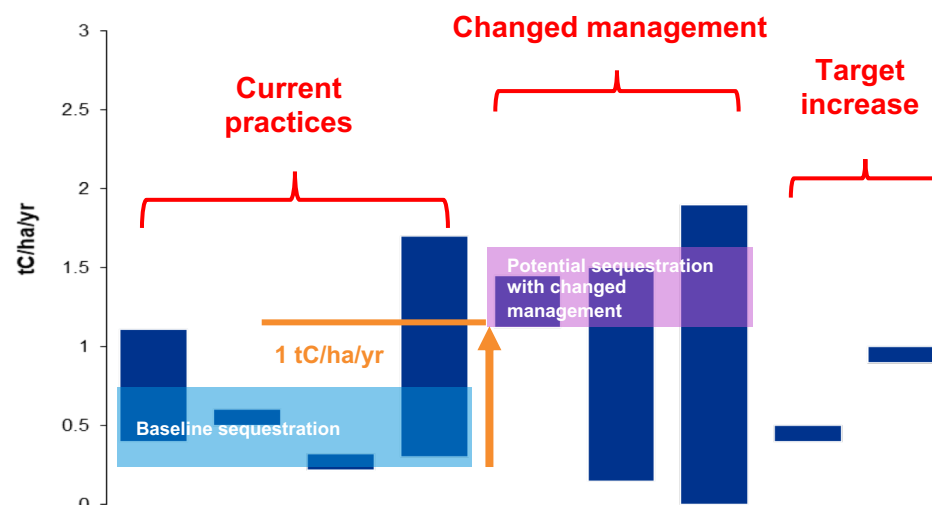 Changed management
Current
practices
Target
increase
tC/ha/yr
3
2.5
2
1.5
1
0.5
0
Potential sequestration
with changed
management
1 tC/ha/yr
Baseline sequestration